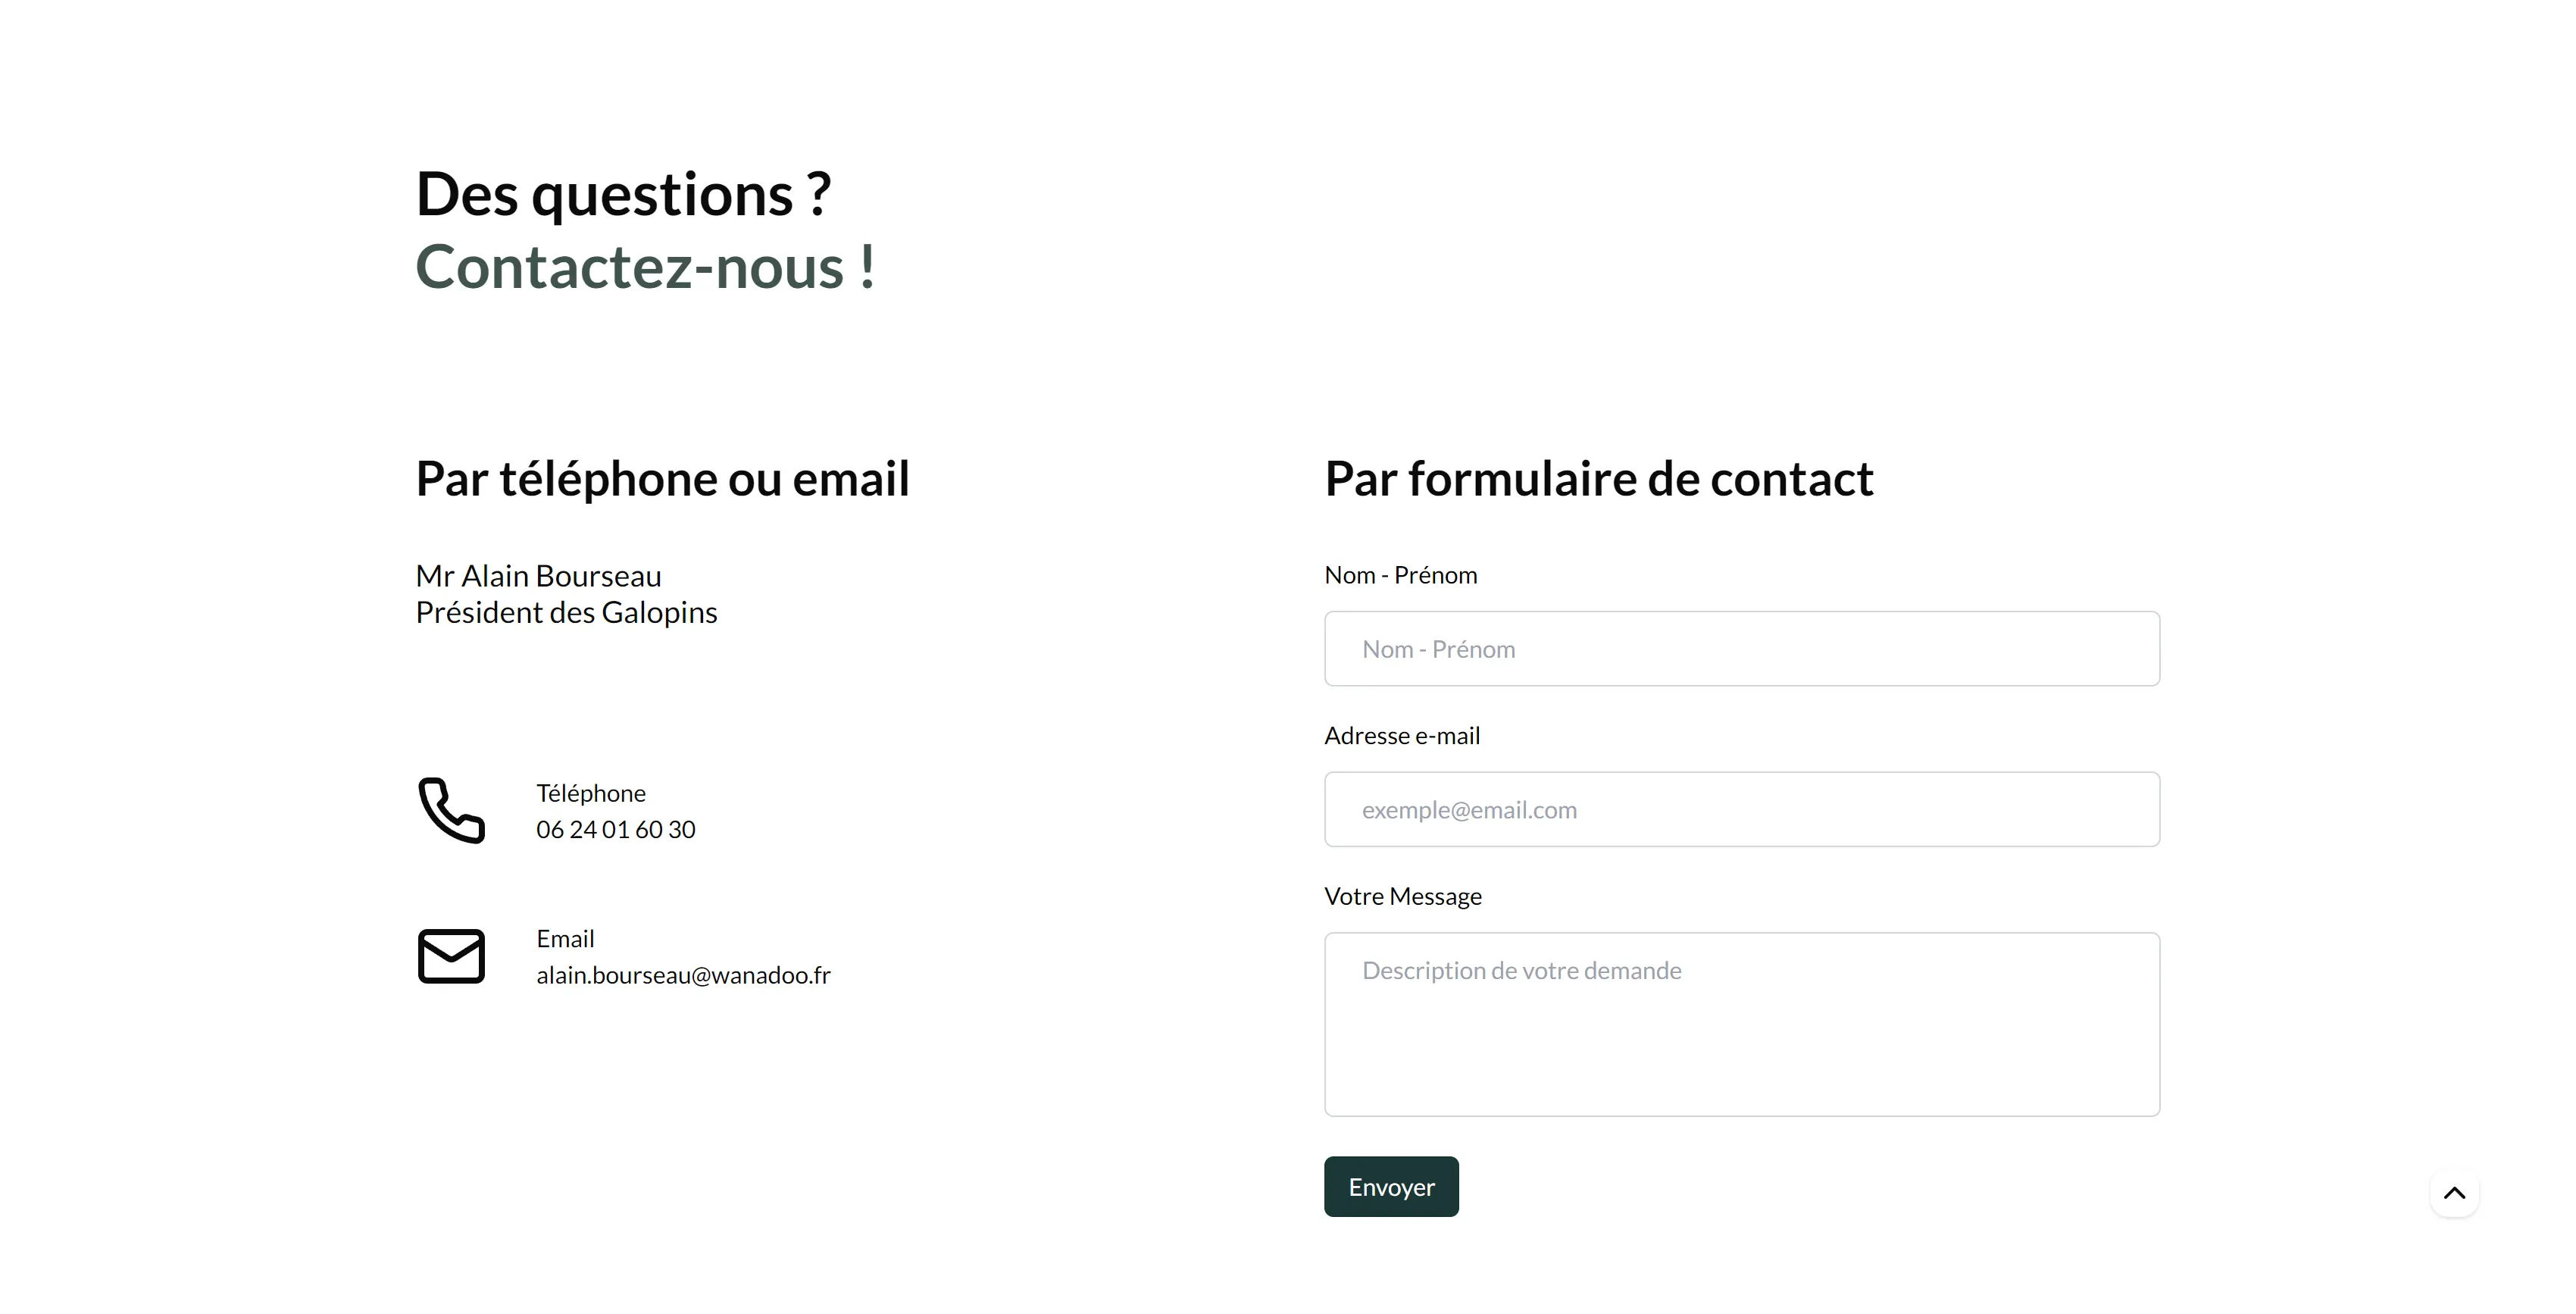 Des questions ?
Contactez-nous !
Par téléphone ou email
Mr Alain Bourseau
Président des Galopins
Téléphone
06 24 01 60 30
Email
alain.bourseau@wanadoo.fr
Par formulaire de contact
Nom - Prénom
Nom - Prénom
Adresse e-mail
exemple@email.com
Votre Message
Description de votre demande
Envoyer